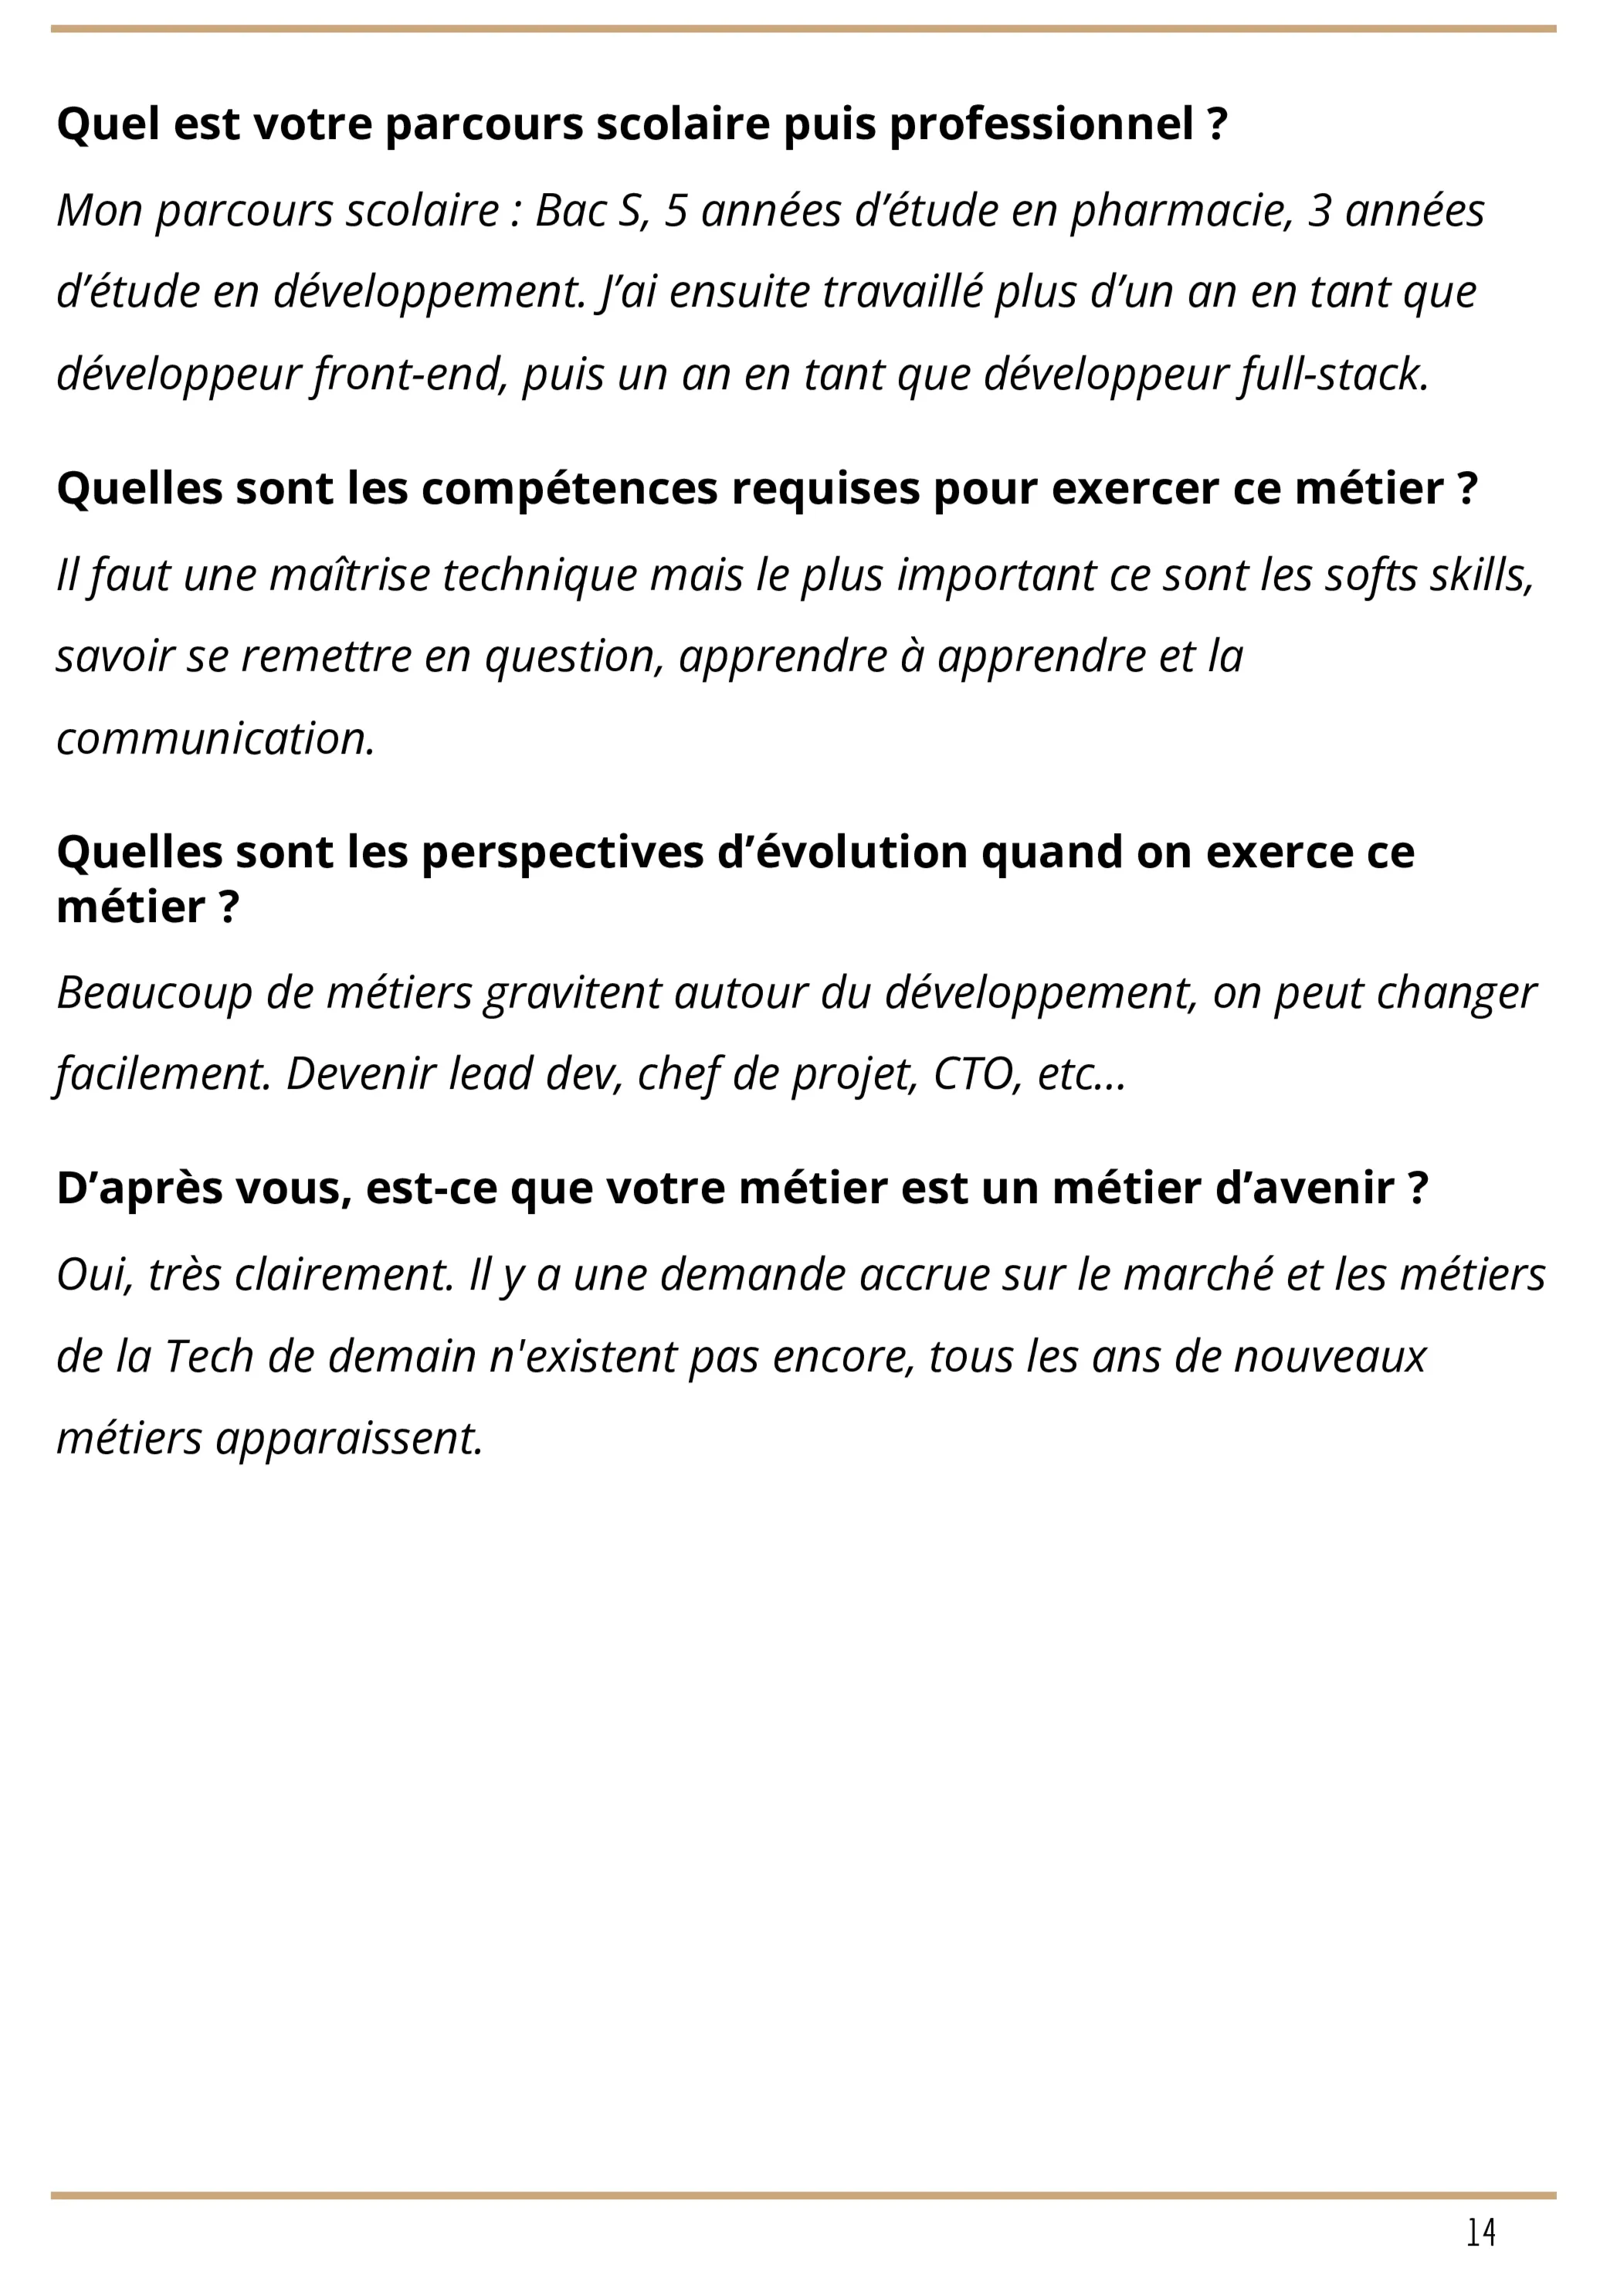 Quel est votre parcours scolaire puis professionnel ?
Mon parcours scolaire : Bac S, 5 années d’étude en pharmacie, 3 années
d’étude en développement. J’ai ensuite travaillé plus d’un an en tant que
développeur front-end, puis un an en tant que développeur full-stack.
Quelles sont les compétences requises pour exercer ce métier ?
Il faut une maîtrise technique mais le plus important ce sont les softs skills,
savoir se remettre en question, apprendre à apprendre et la
communication.
Quelles sont les perspectives d’évolution quand on exerce ce
métier ?
Beaucoup de métiers gravitent autour du développement, on peut changer
facilement. Devenir lead dev, chef de projet, CTO, etc...
D’après vous, est-ce que votre métier est un métier d’avenir ?
Oui, très clairement. Il y a une demande accrue sur le marché et les métiers
de la Tech de demain n'existent pas encore, tous les ans de nouveaux
métiers apparaissent.
14